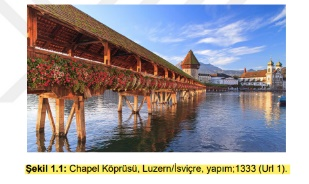 Şekil 1.1: Chapel Köprüsü, Luzern/İsviçre, yapım;1333 (Url 1).